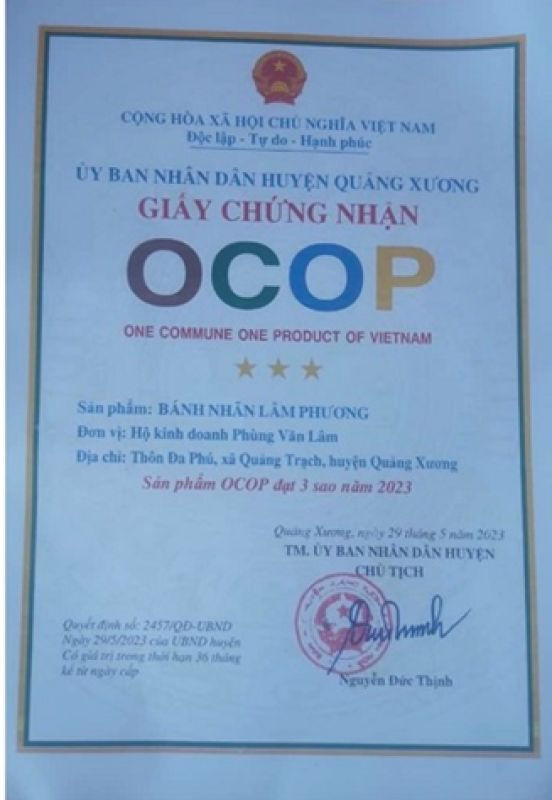 CỘNG HÒA XÃ HỘI CHỦ NGHĨA VIỆT NAM
Độc lập - Tự do - Hạnh phúc
ỦY BAN NHÂN DÂN HUYỆN QUẢNG XƯƠNG
GIẤY CHỨNG NHẬN
OCOP
ONE COMMUNE ONE PRODUCT OF VIETNAM
Sản phẩm: BÁNH NHÃN LÂM PHƯƠNG
Đơn vị: Hộ kinh doanh Phùng Văn Lâm
Địa chỉ: Thôn Đa Phú, xã Quảng Trạch, huyện Quảng Xương
Sản phẩm OCOP đạt 3 sao năm 2023
Quảng Xương, ngày 29 tháng 5 năm 2023
TM. ỦY BAN NHÂN DÂN HUYỆN
CHỦ TỊCH
Quyết định số: 2457/QĐ-UBND
Ngày 29/5/2023 của UBND huyện
Có giá trị trong thời hạn 36 tháng
kể từ ngày cấp
Nguyễn Đức Thịnh